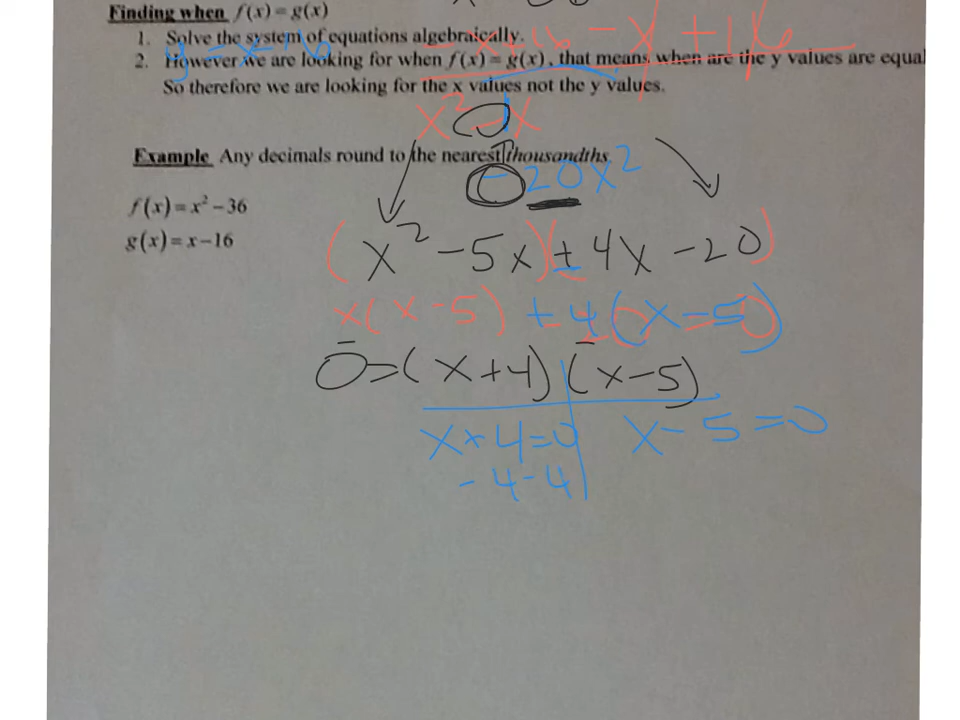 Finding when f(x) = g(x)
1. Solve the system of equations algebraically.
- x + 16 - x + 16
2. However we are looking for when f(x) = g(x), that means when are the y values are equal
So therefore we are looking for the x values not the y values.
x² - x
Example Any decimals round to the nearest thousandths
- 20x²
f(x) = x² - 36
g(x) = x - 16
(x² - 5x)(+ 4x - 20)
x(x - 5) + 4(x - 5)
0 = (x + 4)(x - 5)
x + 4 = 0 x - 5 = 0
- 4 - 4